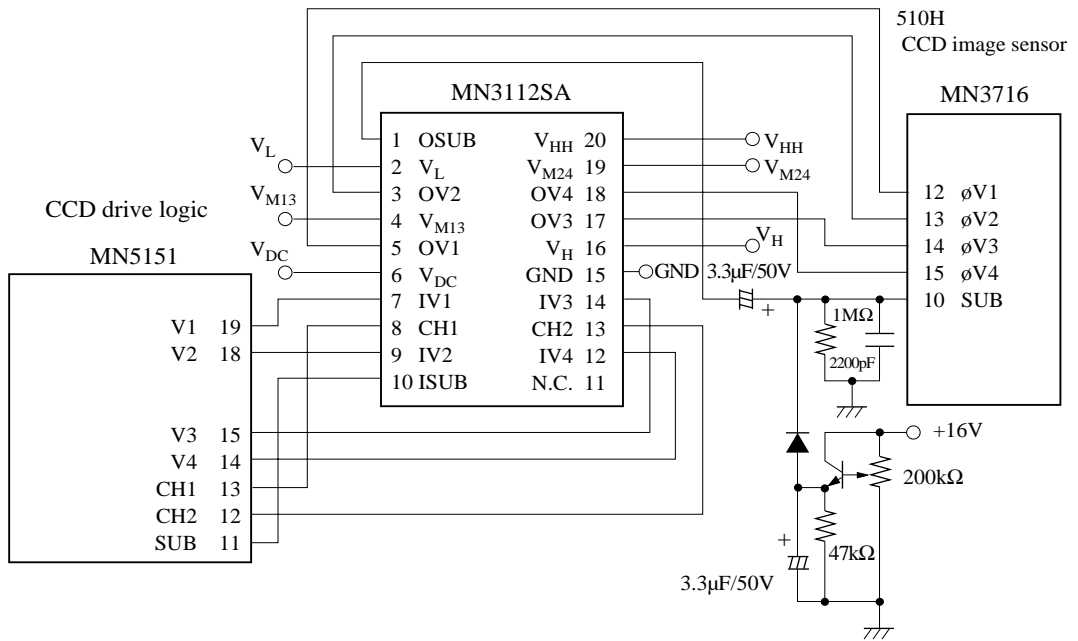 510H
CCD image sensor
MN3716
12 øV1
13 øV2
14 øV3
15 øV4
10 SUB
MN3112SA
1 OSUB
2 VL
3 OV2
4 VM13
5 OV1
6 VDC
7 IV1
8 CH1
9 IV2
10 ISUB
VHH 20
VM24 19
OV4 18
OV3 17
VH 16
GND 15
IV3 14
CH2 13
IV4 12
N.C. 11
VL
VM13
VDC
VHH
VM24
VH
GND
3.3µF/50V
+
1MΩ
2200pF
+16V
200kΩ
47kΩ
+
3.3µF/50V
CCD drive logic
MN5151
V1 19
V2 18
V3 15
V4 14
CH1 13
CH2 12
SUB 11